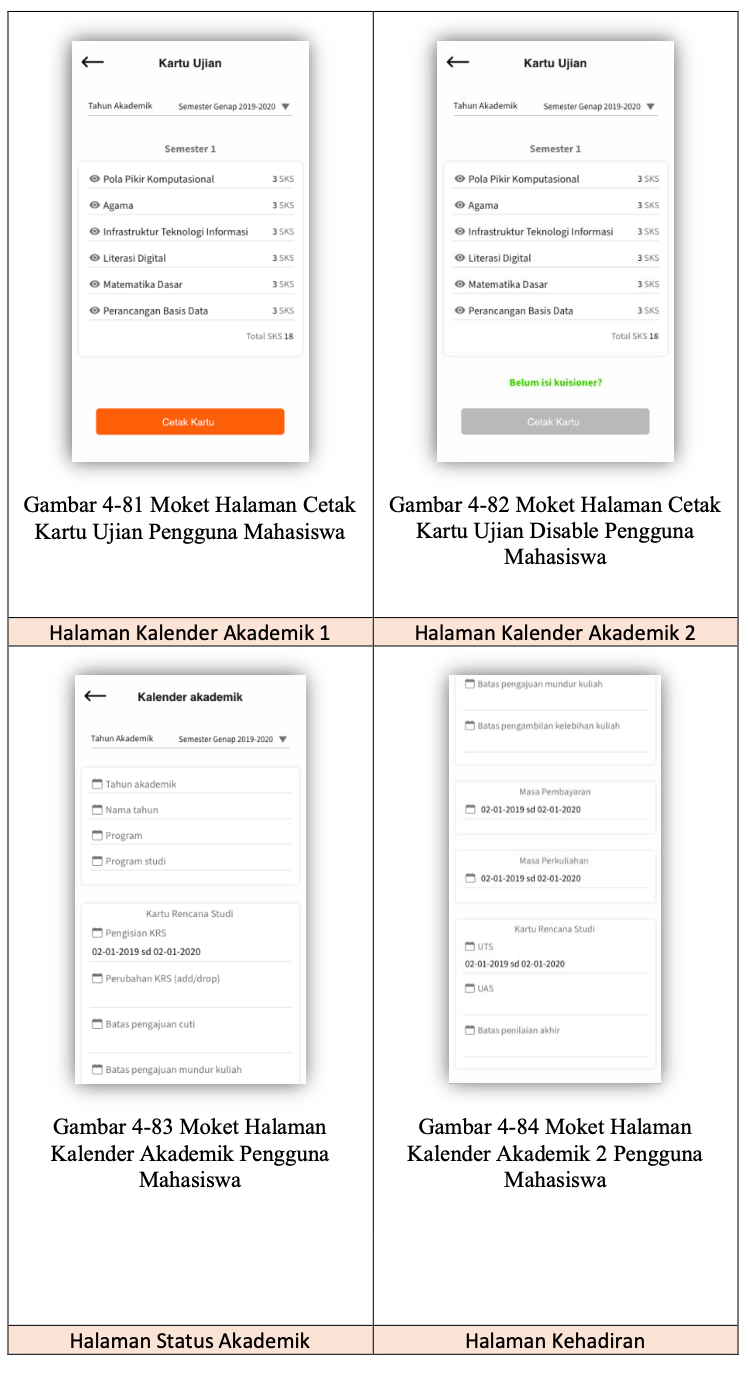 Kartu Ujian
Tahun Akademik Semester Genap 2019-2020
Semester 1
Pola Pikir Komputasional 3 SKS
Agama 3 SKS
Infrastruktur Teknologi Informasi 3 SKS
Literasi Digital 3 SKS
Matematika Dasar 3 SKS
Perancangan Basis Data 3 SKS
Total SKS 18
Cetak Kartu
Gambar 4-81 Moket Halaman Cetak
Kartu Ujian Pengguna Mahasiswa
Kartu Ujian
Tahun Akademik Semester Genap 2019-2020
Semester 1
Pola Pikir Komputasional 3 SKS
Agama 3 SKS
Infrastruktur Teknologi Informasi 3 SKS
Literasi Digital 3 SKS
Matematika Dasar 3 SKS
Perancangan Basis Data 3 SKS
Total SKS 18
Belum isi kuisioner?
Cetak Kartu
Gambar 4-82 Moket Halaman Cetak
Kartu Ujian Disable Pengguna
Mahasiswa
Halaman Kalender Akademik 1
Halaman Kalender Akademik 2
Kalender akademik
Tahun Akademik Semester Genap 2019-2020
Tahun akademik
Nama tahun
Program
Program studi
Kartu Rencana Studi
Pengisian KRS
02-01-2019 sd 02-01-2020
Perubahan KRS (add/drop)
Batas pengajuan cuti
Batas pengajuan mundur kuliah
Gambar 4-83 Moket Halaman
Kalender Akademik Pengguna
Mahasiswa
Batas pengajuan mundur kuliah
Batas pengambilan kelebihan kuliah
Masa Pembayaran
02-01-2019 sd 02-01-2020
Masa Perkuliahan
02-01-2019 sd 02-01-2020
Kartu Rencana Studi
UTS
02-01-2019 sd 02-01-2020
UAS
Batas penilaian akhir
Gambar 4-84 Moket Halaman
Kalender Akademik 2 Pengguna
Mahasiswa
Halaman Status Akademik
Halaman Kehadiran